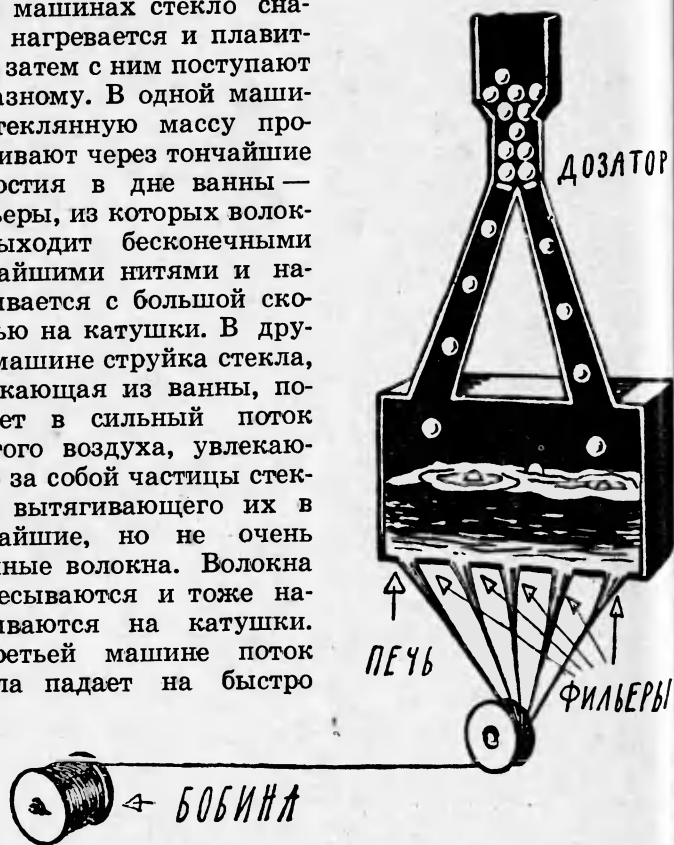 машинах стекло сна-
нагревается и плавит-
затем с ним поступают
азному. В одной маши-
теклянную массу про-
ивают через тончайшие
остия в дне ванны —
ьеры, из которых волок-
ыходит бесконечными
айшими нитями и на-
ивается с большой ско-
ью на катушки. В дру-
машине струйка стекла,
кающая из ванны, по-
ет в сильный поток
того воздуха, увлекаю-
за собой частицы стек-
вытягивающего их в
айшие, но не очень
нные волокна. Волокна
есываются и тоже на-
ываются на катушки.
ретьей машине поток
ла падает на быстро
ДОЗАТОР
ПЕЧЬ
ФИЛЬЕРЫ
БОБИНА